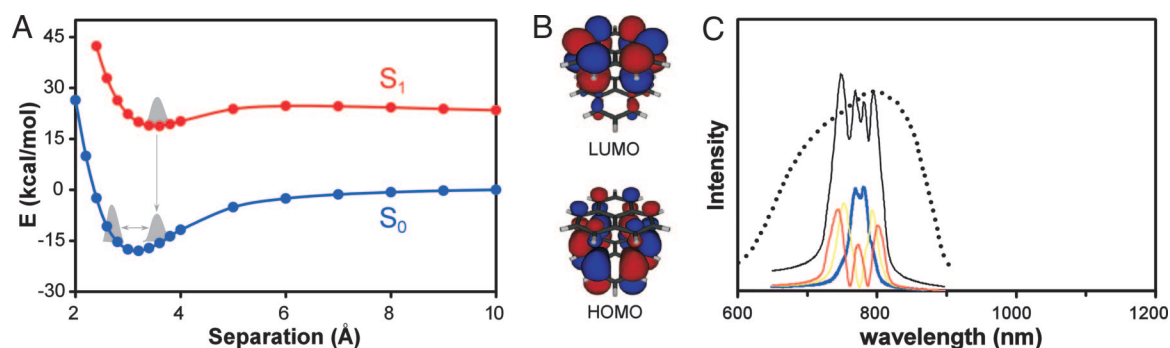 A
E (kcal/mol)
45
30
15
0
-15
-30
S1
S0
2
4
6
8
10
Separation (Å)
B
LUMO
HOMO
C
Intensity
600
800
1000
1200
wavelength (nm)